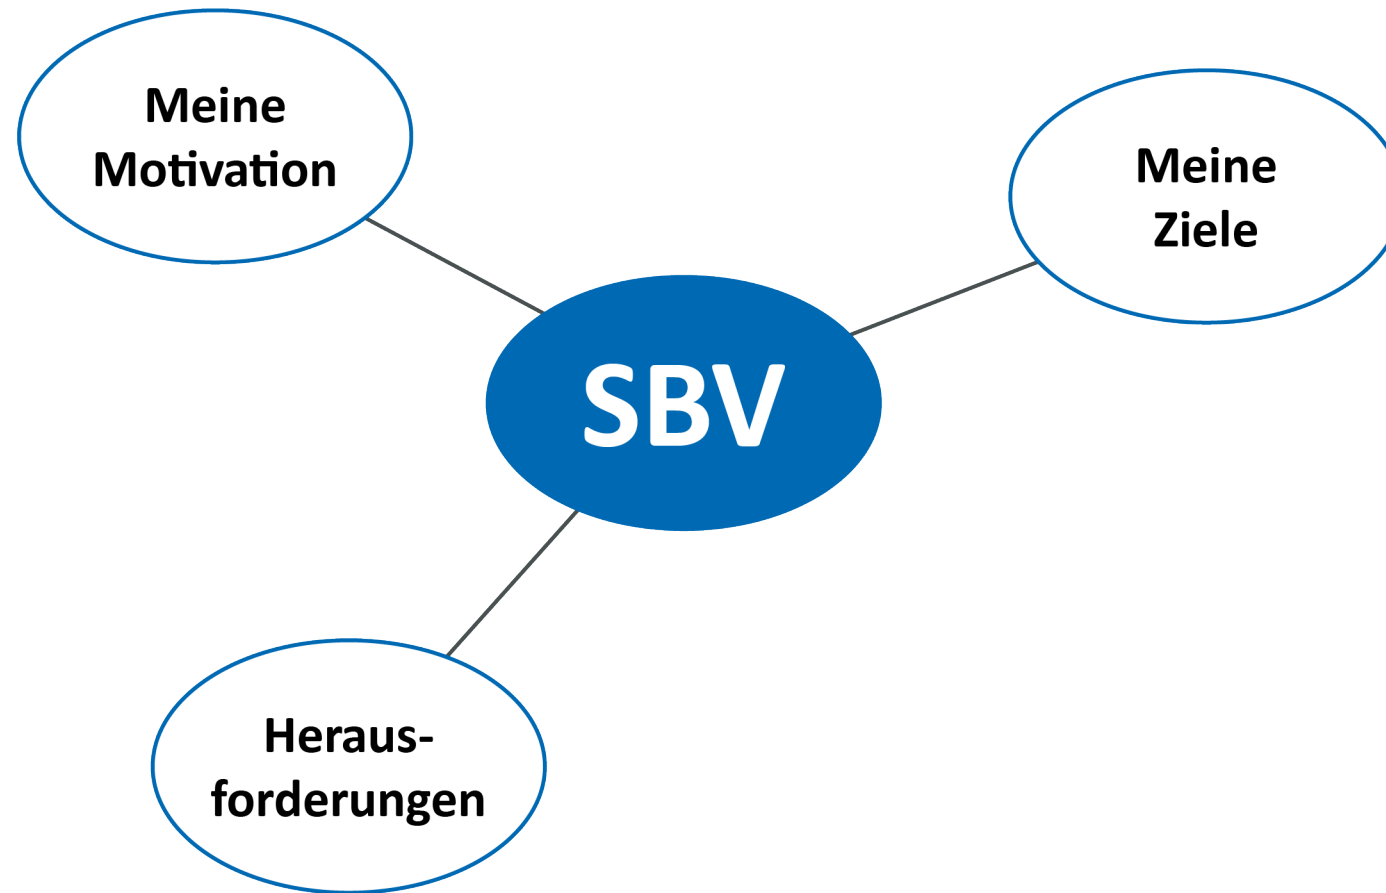 Meine
Motivation
Meine
Ziele
SBV
Heraus-
forderungen